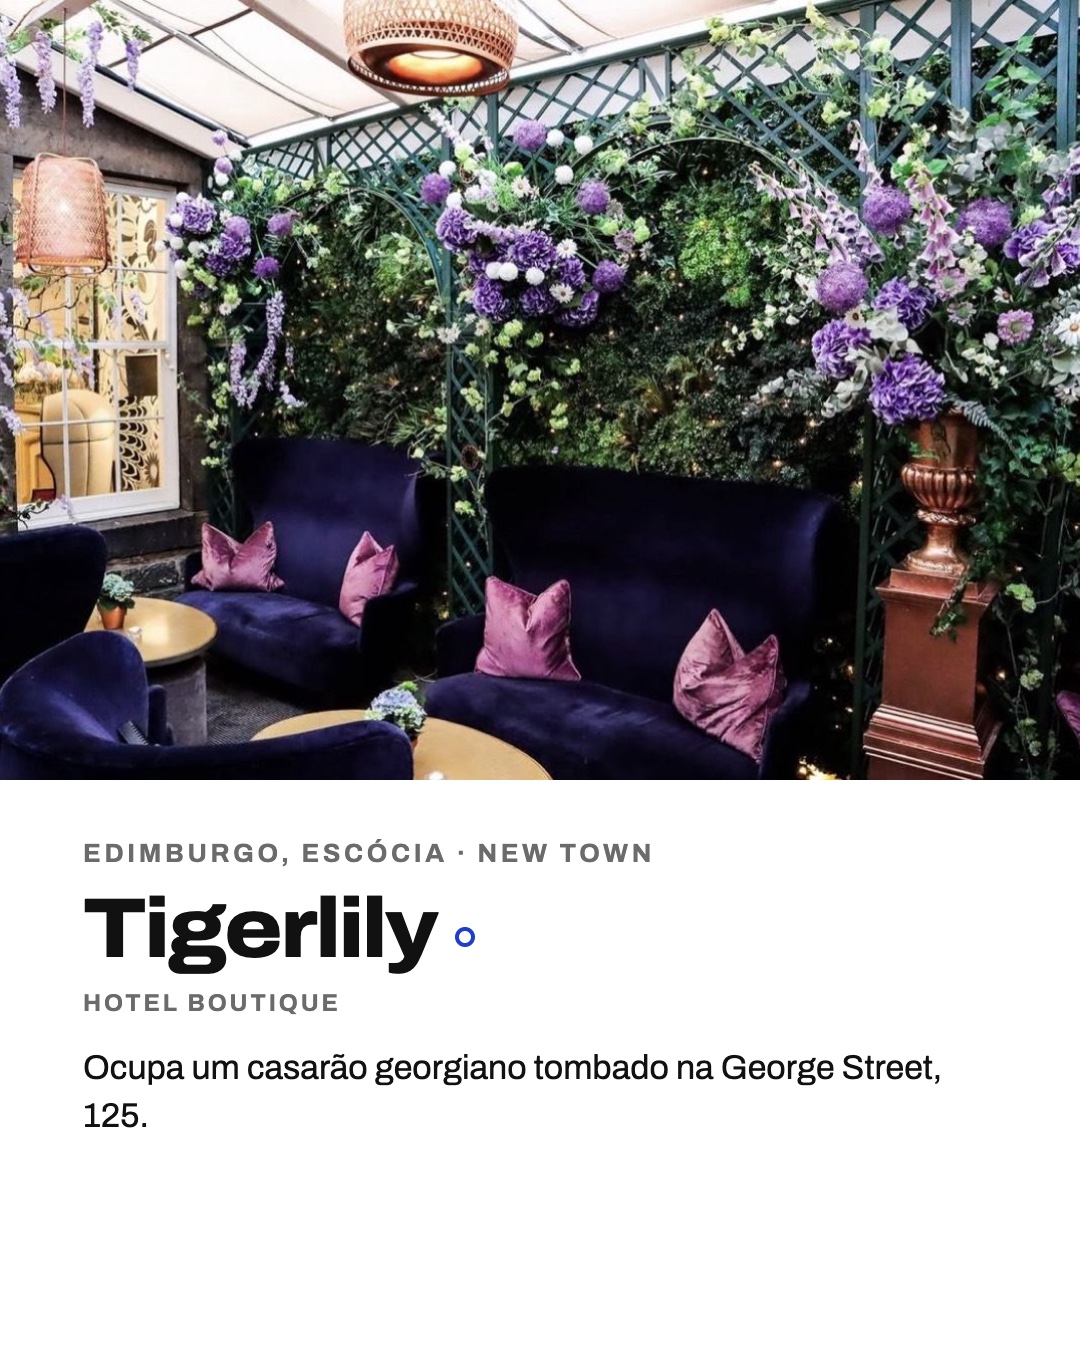 EDIMBURGO, ESCÓCIA · NEW TOWN
Tigerlily
HOTEL BOUTIQUE
Ocupa um casarão georgiano tombado na George Street,
125.